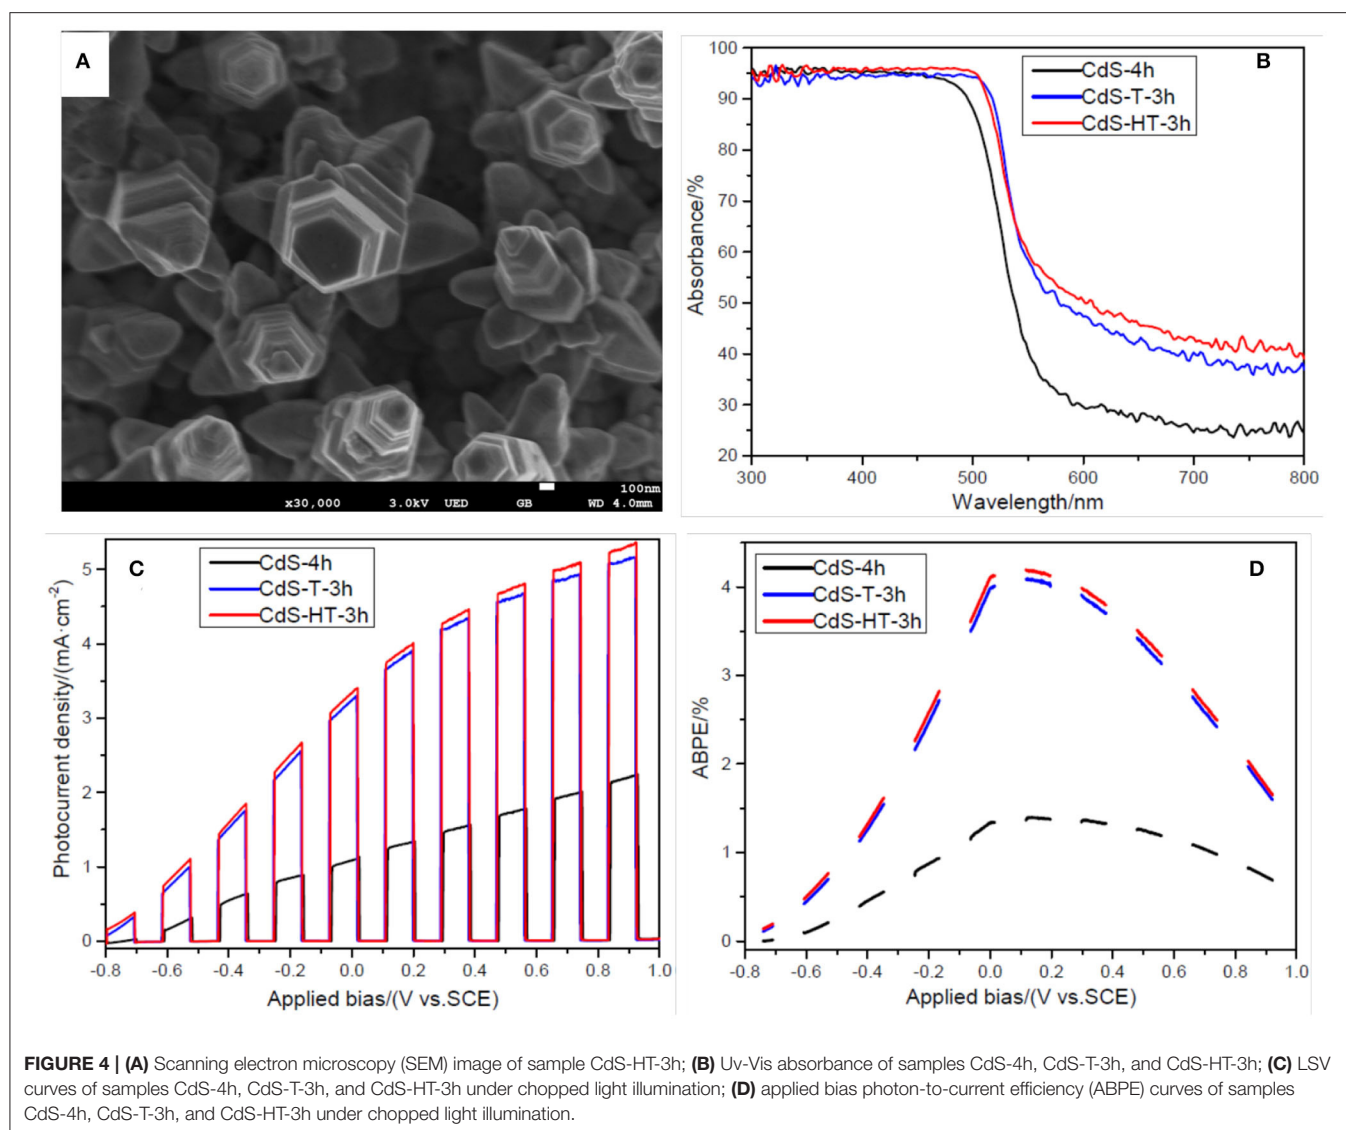 A
x30,000 3.0kV UED GB WD 4.0mm
100nm
B
CdS-4h
CdS-T-3h
CdS-HT-3h
100
90
80
70
60
50
40
30
20
300 400 500 600 700 800
Absorbance/%
Wavelength/nm
C
CdS-4h
CdS-T-3h
CdS-HT-3h
5
4
3
2
1
0
-0.8 -0.6 -0.4 -0.2 0.0 0.2 0.4 0.6 0.8 1.0
Photocurrent density/(mA·cm⁻²)
Applied bias/(V vs.SCE)
D
CdS-4h
CdS-T-3h
CdS-HT-3h
4
3
2
1
0
-0.8 -0.6 -0.4 -0.2 0.0 0.2 0.4 0.6 0.8 1.0
ABPE/%
Applied bias/(V vs.SCE)
FIGURE 4 | (A) Scanning electron microscopy (SEM) image of sample CdS-HT-3h; (B) Uv-Vis absorbance of samples CdS-4h, CdS-T-3h, and CdS-HT-3h; (C) LSV
curves of samples CdS-4h, CdS-T-3h, and CdS-HT-3h under chopped light illumination; (D) applied bias photon-to-current efficiency (ABPE) curves of samples
CdS-4h, CdS-T-3h, and CdS-HT-3h under chopped light illumination.